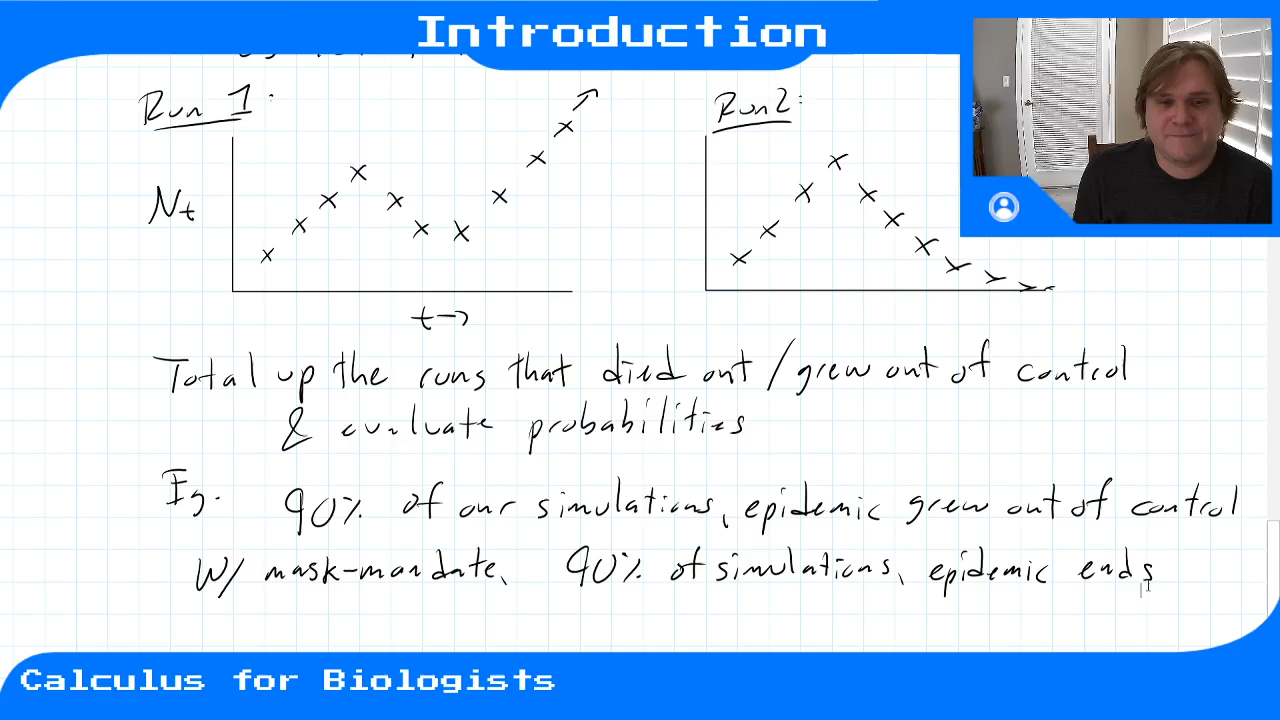 Introduction
Run 1:
Run 2:
Nt
t→
Total up the runs that died out / grew out of control
& evaluate probabilities
Eg. 90% of our simulations, epidemic grew out of control
W/ mask-mandate, 90% of simulations, epidemic ends
Calculus for Biologists